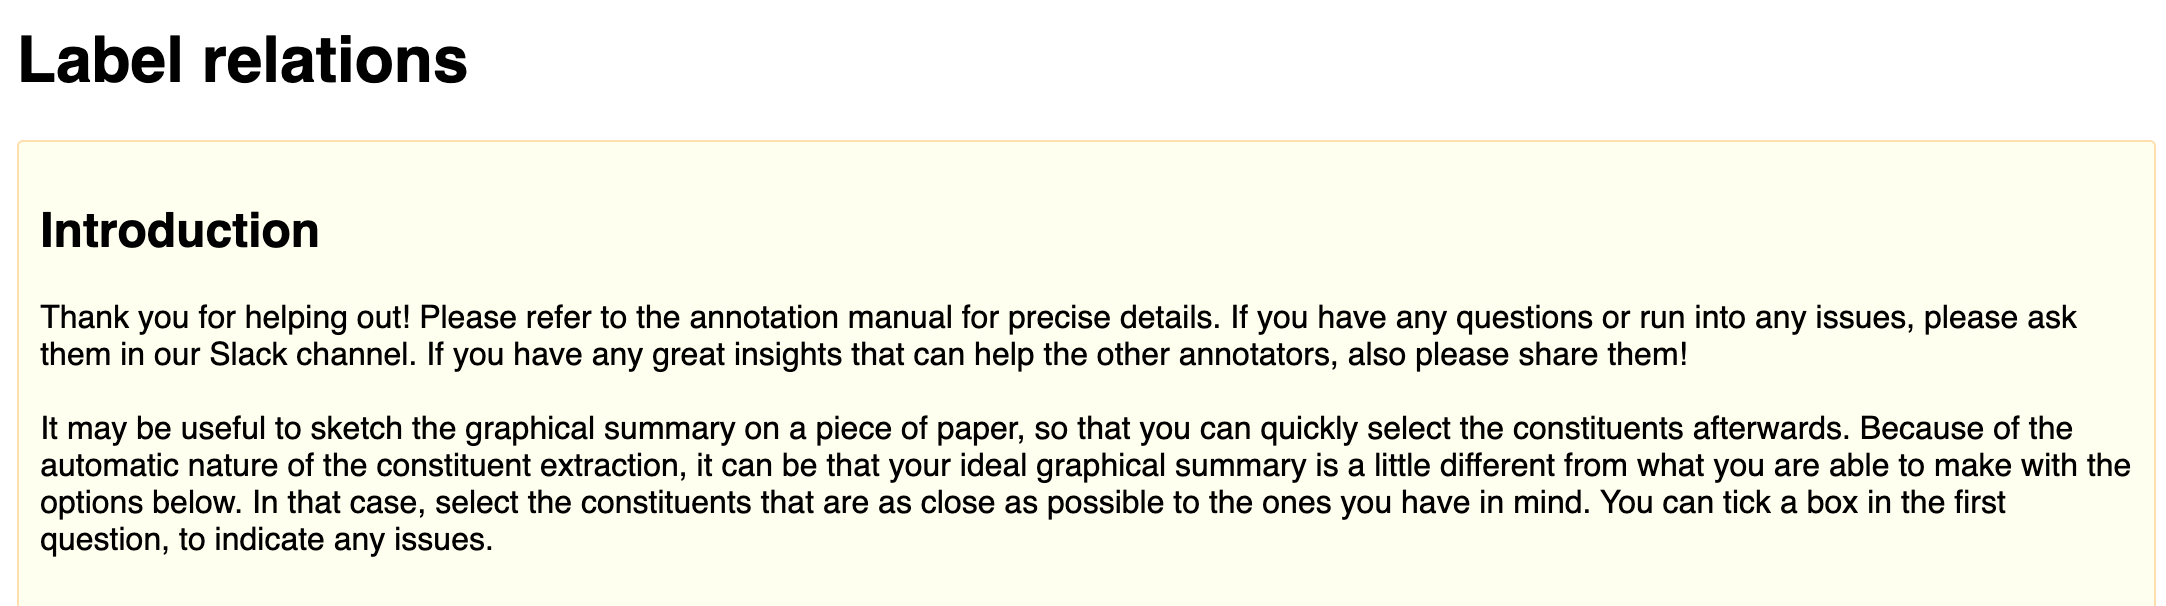 Label relations
Introduction
Thank you for helping out! Please refer to the annotation manual for precise details. If you have any questions or run into any issues, please ask
them in our Slack channel. If you have any great insights that can help the other annotators, also please share them!
It may be useful to sketch the graphical summary on a piece of paper, so that you can quickly select the constituents afterwards. Because of the
automatic nature of the constituent extraction, it can be that your ideal graphical summary is a little different from what you are able to make with the
options below. In that case, select the constituents that are as close as possible to the ones you have in mind. You can tick a box in the first
question, to indicate any issues.